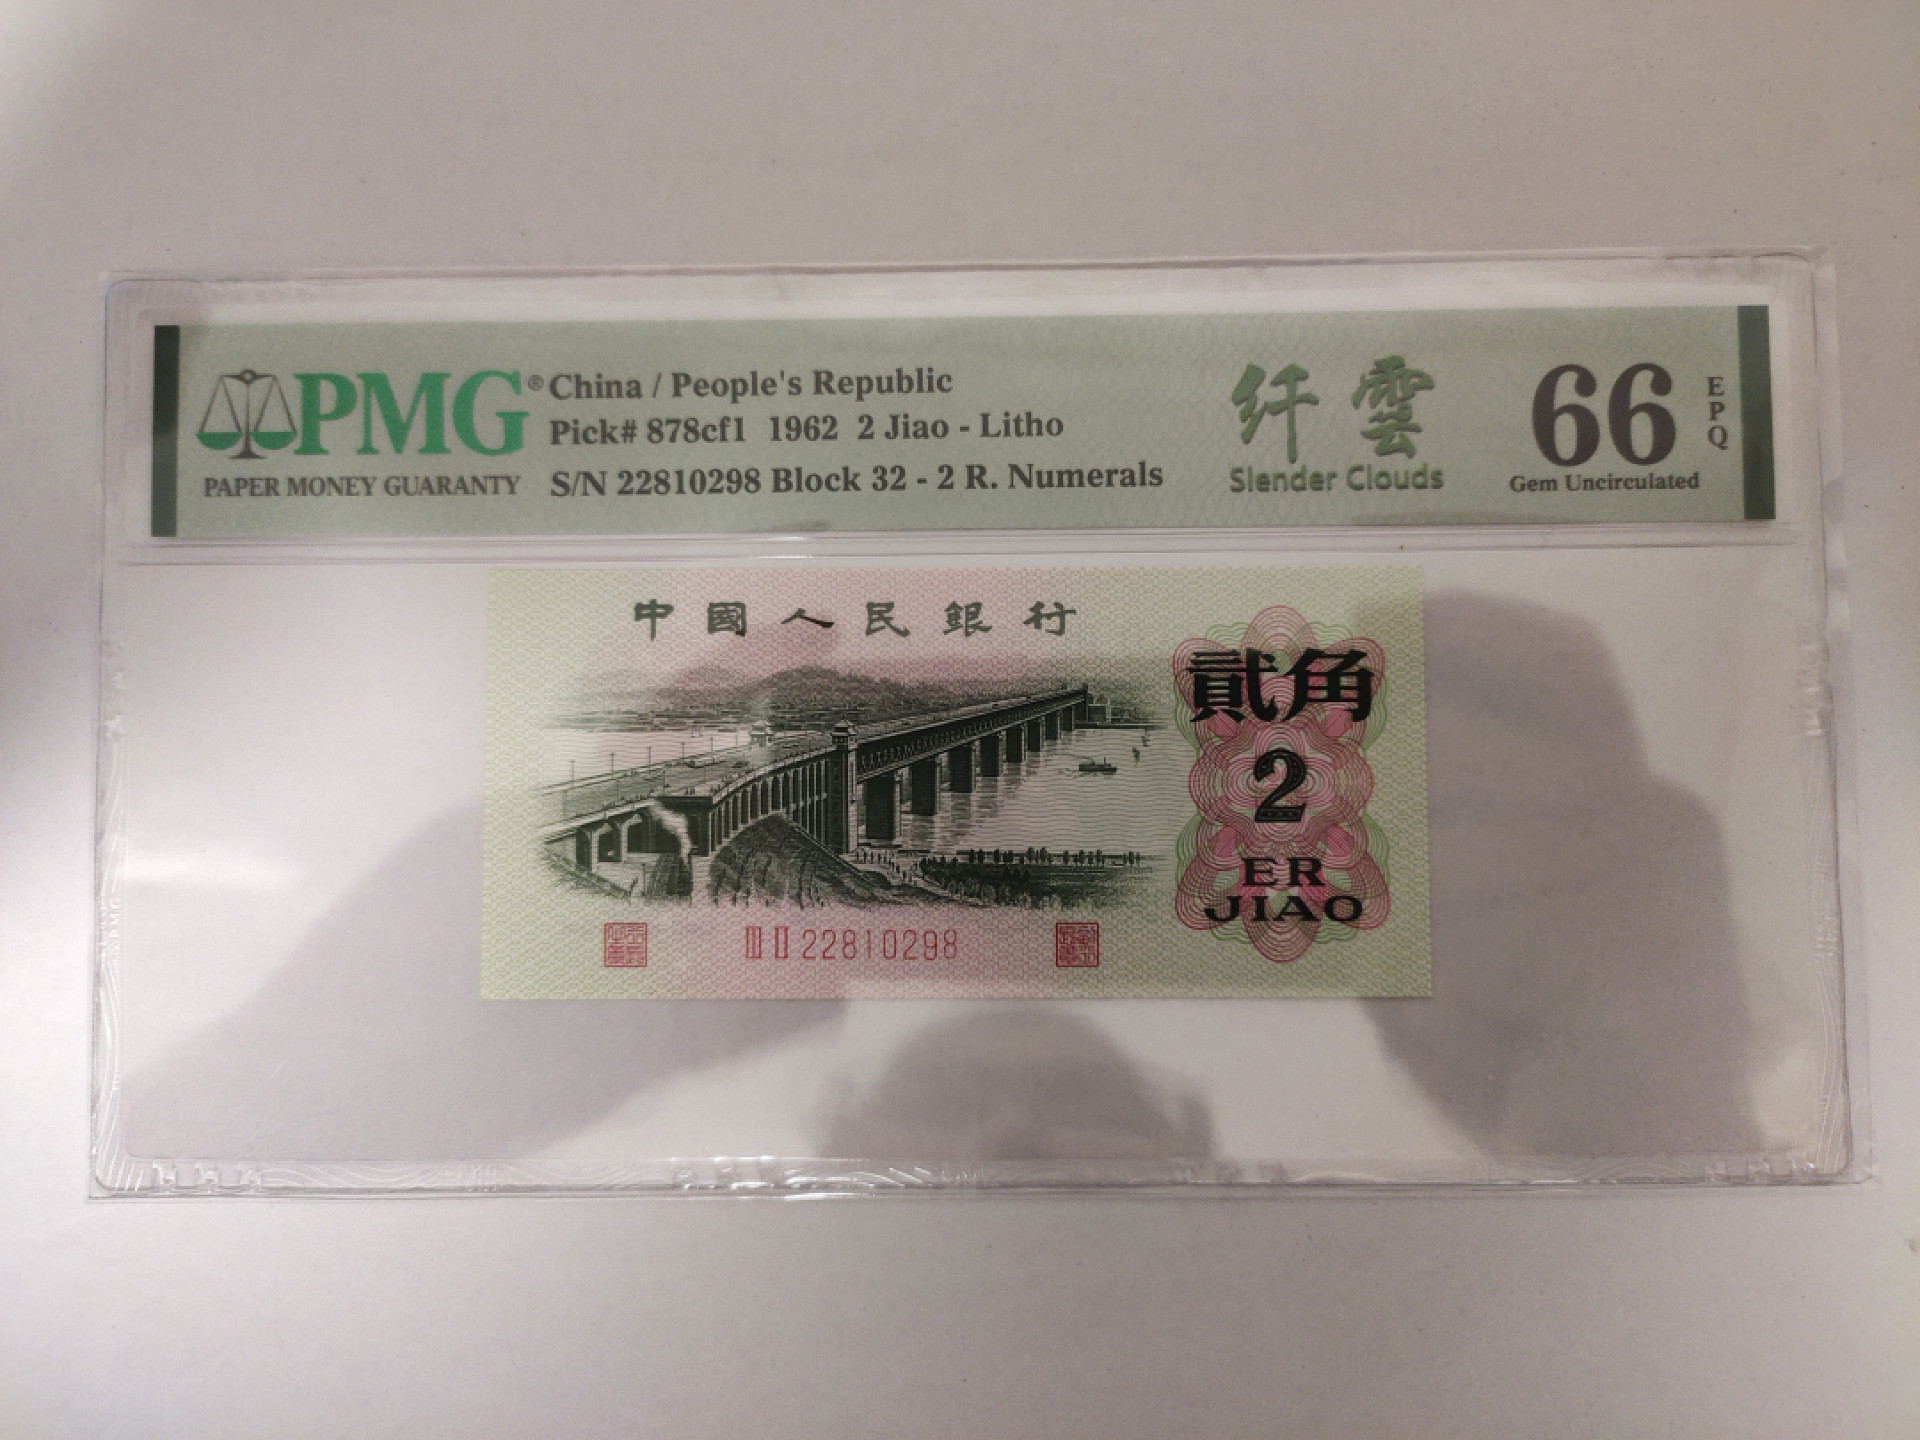 PMG®
PAPER MONEY GUARANTY
China / People's Republic
Pick# 878cf1 1962 2 Jiao - Litho
S/N 22810298 Block 32 - 2 R. Numerals
纤雲
Slender Clouds
66
EPQ
Gem Uncirculated
中國人民銀行
貳角
2
ER
JIAO
III II 22810298